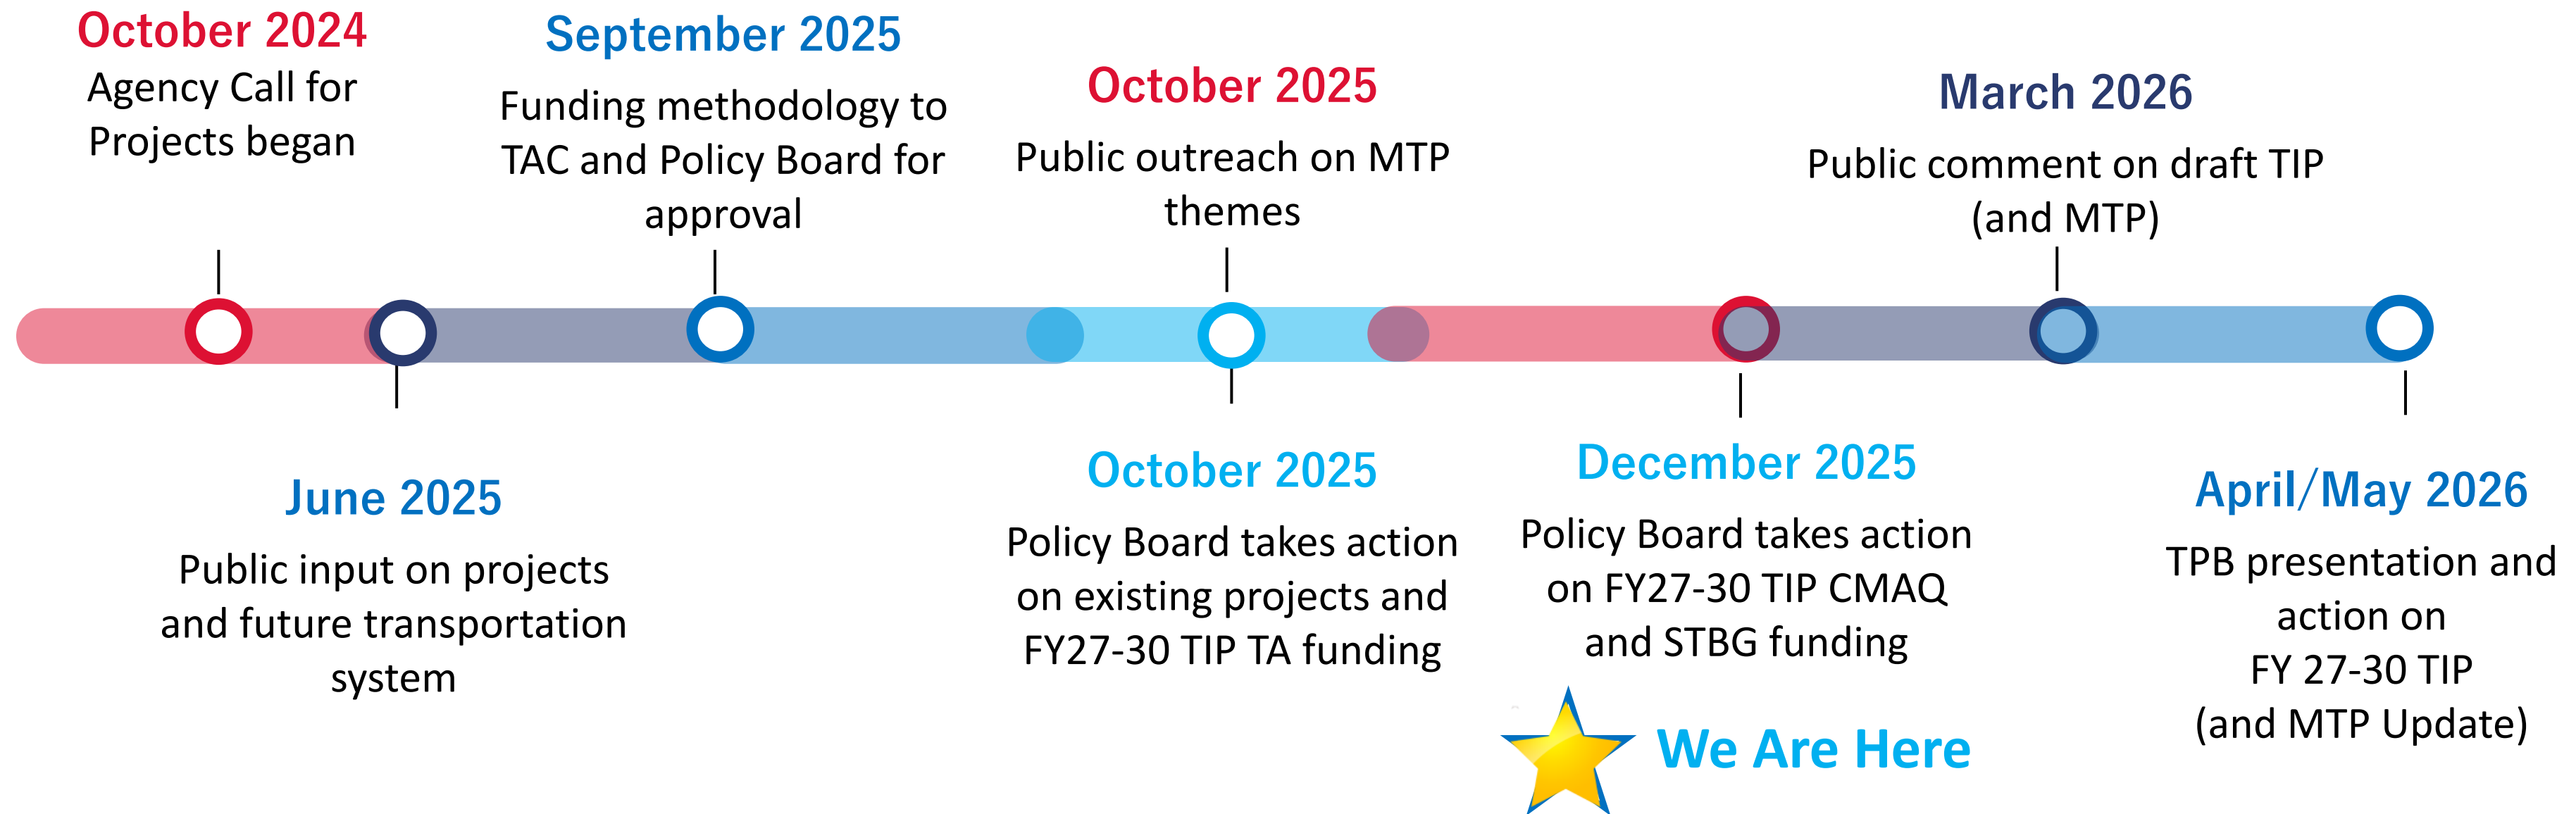 October 2024
Agency Call for
Projects began
September 2025
Funding methodology to
TAC and Policy Board for
approval
October 2025
Public outreach on MTP
themes
March 2026
Public comment on draft TIP
(and MTP)
June 2025
Public input on projects
and future transportation
system
October 2025
Policy Board takes action
on existing projects and
FY27-30 TIP TA funding
December 2025
Policy Board takes action
on FY27-30 TIP CMAQ
and STBG funding
We Are Here
April/May 2026
TPB presentation and
action on
FY 27-30 TIP
(and MTP Update)